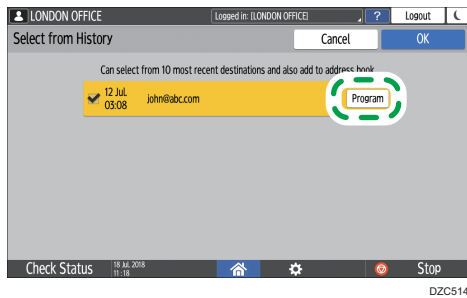 LONDON OFFICE Logged in: [LONDON OFFICE] ? Logout
Select from History Cancel OK
Can select from 10 most recent destinations and also add to address book.
12 Jul.
03:08 john@abc.com Program
Check Status 18 Jul. 2018
11 : 18 Stop
DZC514